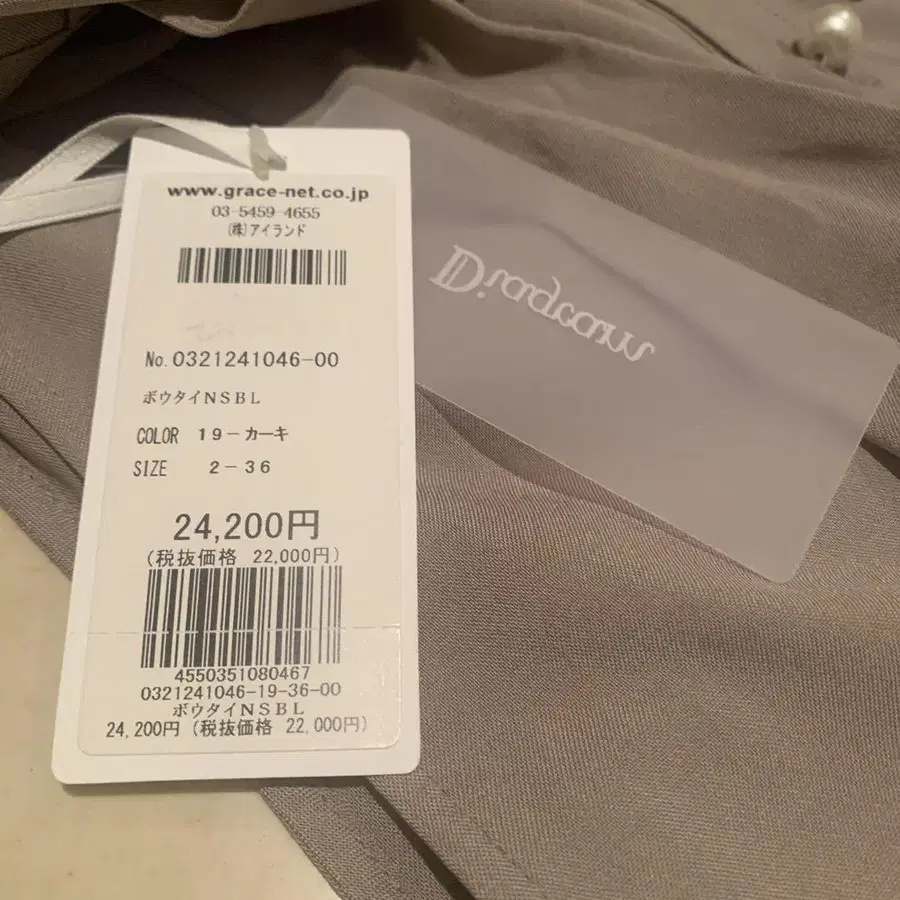 www.grace-net.co.jp
03-5459-4655
(株)アイランド
No.0321241046-00
ボウタイNSBL
COLOR 19-カーキ
SIZE 2-36
24,200円
(税抜価格 22,000円)
4550351080467
0321241046-19-36-00
ボウタイNSBL
24,200円 (税抜価格 22,000円)